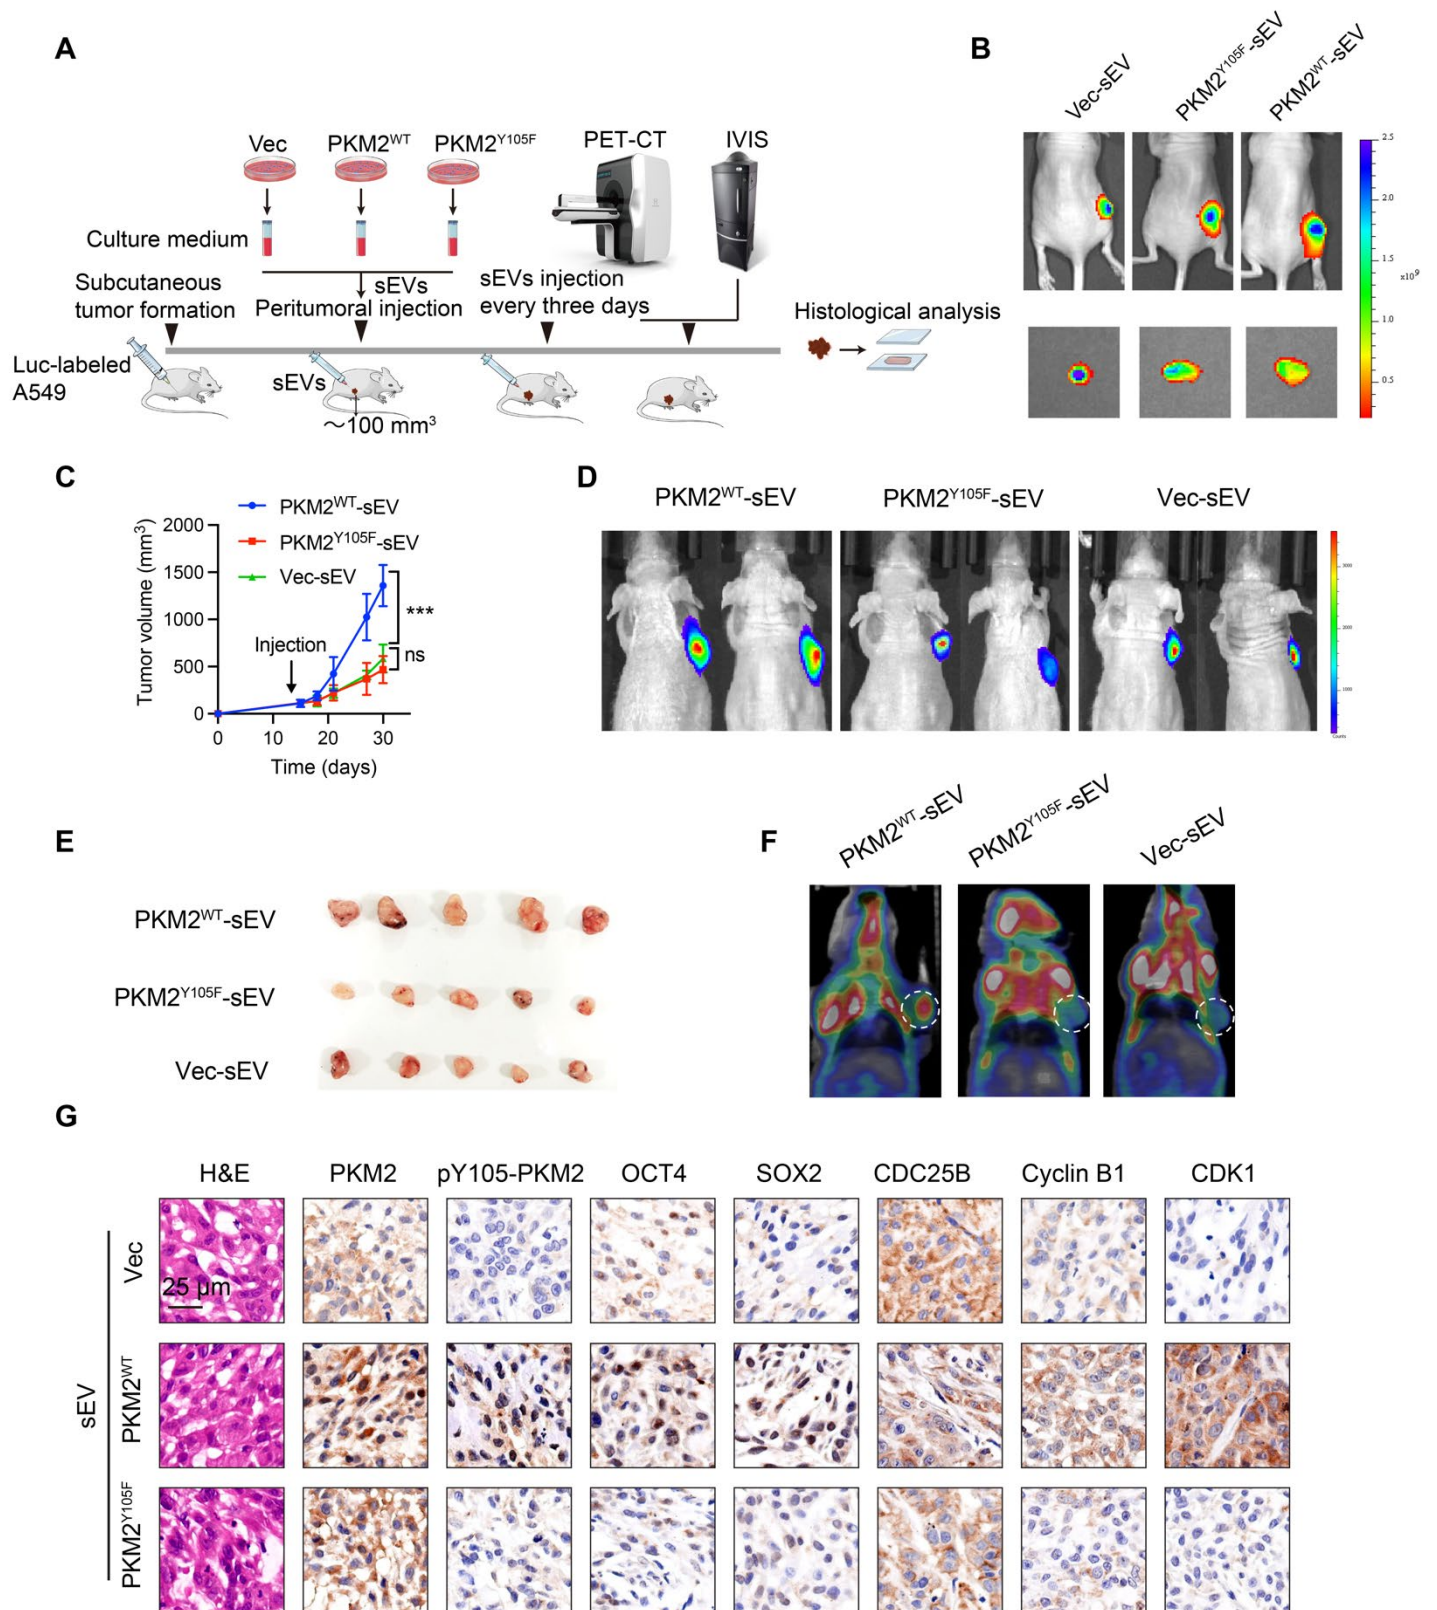 A
Vec
PKM2WT
PKM2Y105F
PET-CT
IVIS
Culture medium
Subcutaneous
tumor formation
sEVs
Peritumoral injection
sEVs injection
every three days
Histological analysis
Luc-labeled
A549
sEVs
~100 mm3
B
Vec-sEV
PKM2Y105F-sEV
PKM2WT-sEV
2.5
2.0
1.5
x10 9
1.0
0.5
C
PKM2WT-sEV
PKM2Y105F-sEV
Vec-sEV
Tumor volume (mm3)
2000
1500
1000
500
0
Injection
***
ns
0
10
20
30
Time (days)
D
PKM2WT-sEV
PKM2Y105F-sEV
Vec-sEV
3000
2000
1000
Counts
E
PKM2WT-sEV
PKM2Y105F-sEV
Vec-sEV
F
PKM2WT-sEV
PKM2Y105F-sEV
Vec-sEV
G
H&E
PKM2
pY105-PKM2
OCT4
SOX2
CDC25B
Cyclin B1
CDK1
sEV
Vec
25 µm
PKM2WT
PKM2Y105F